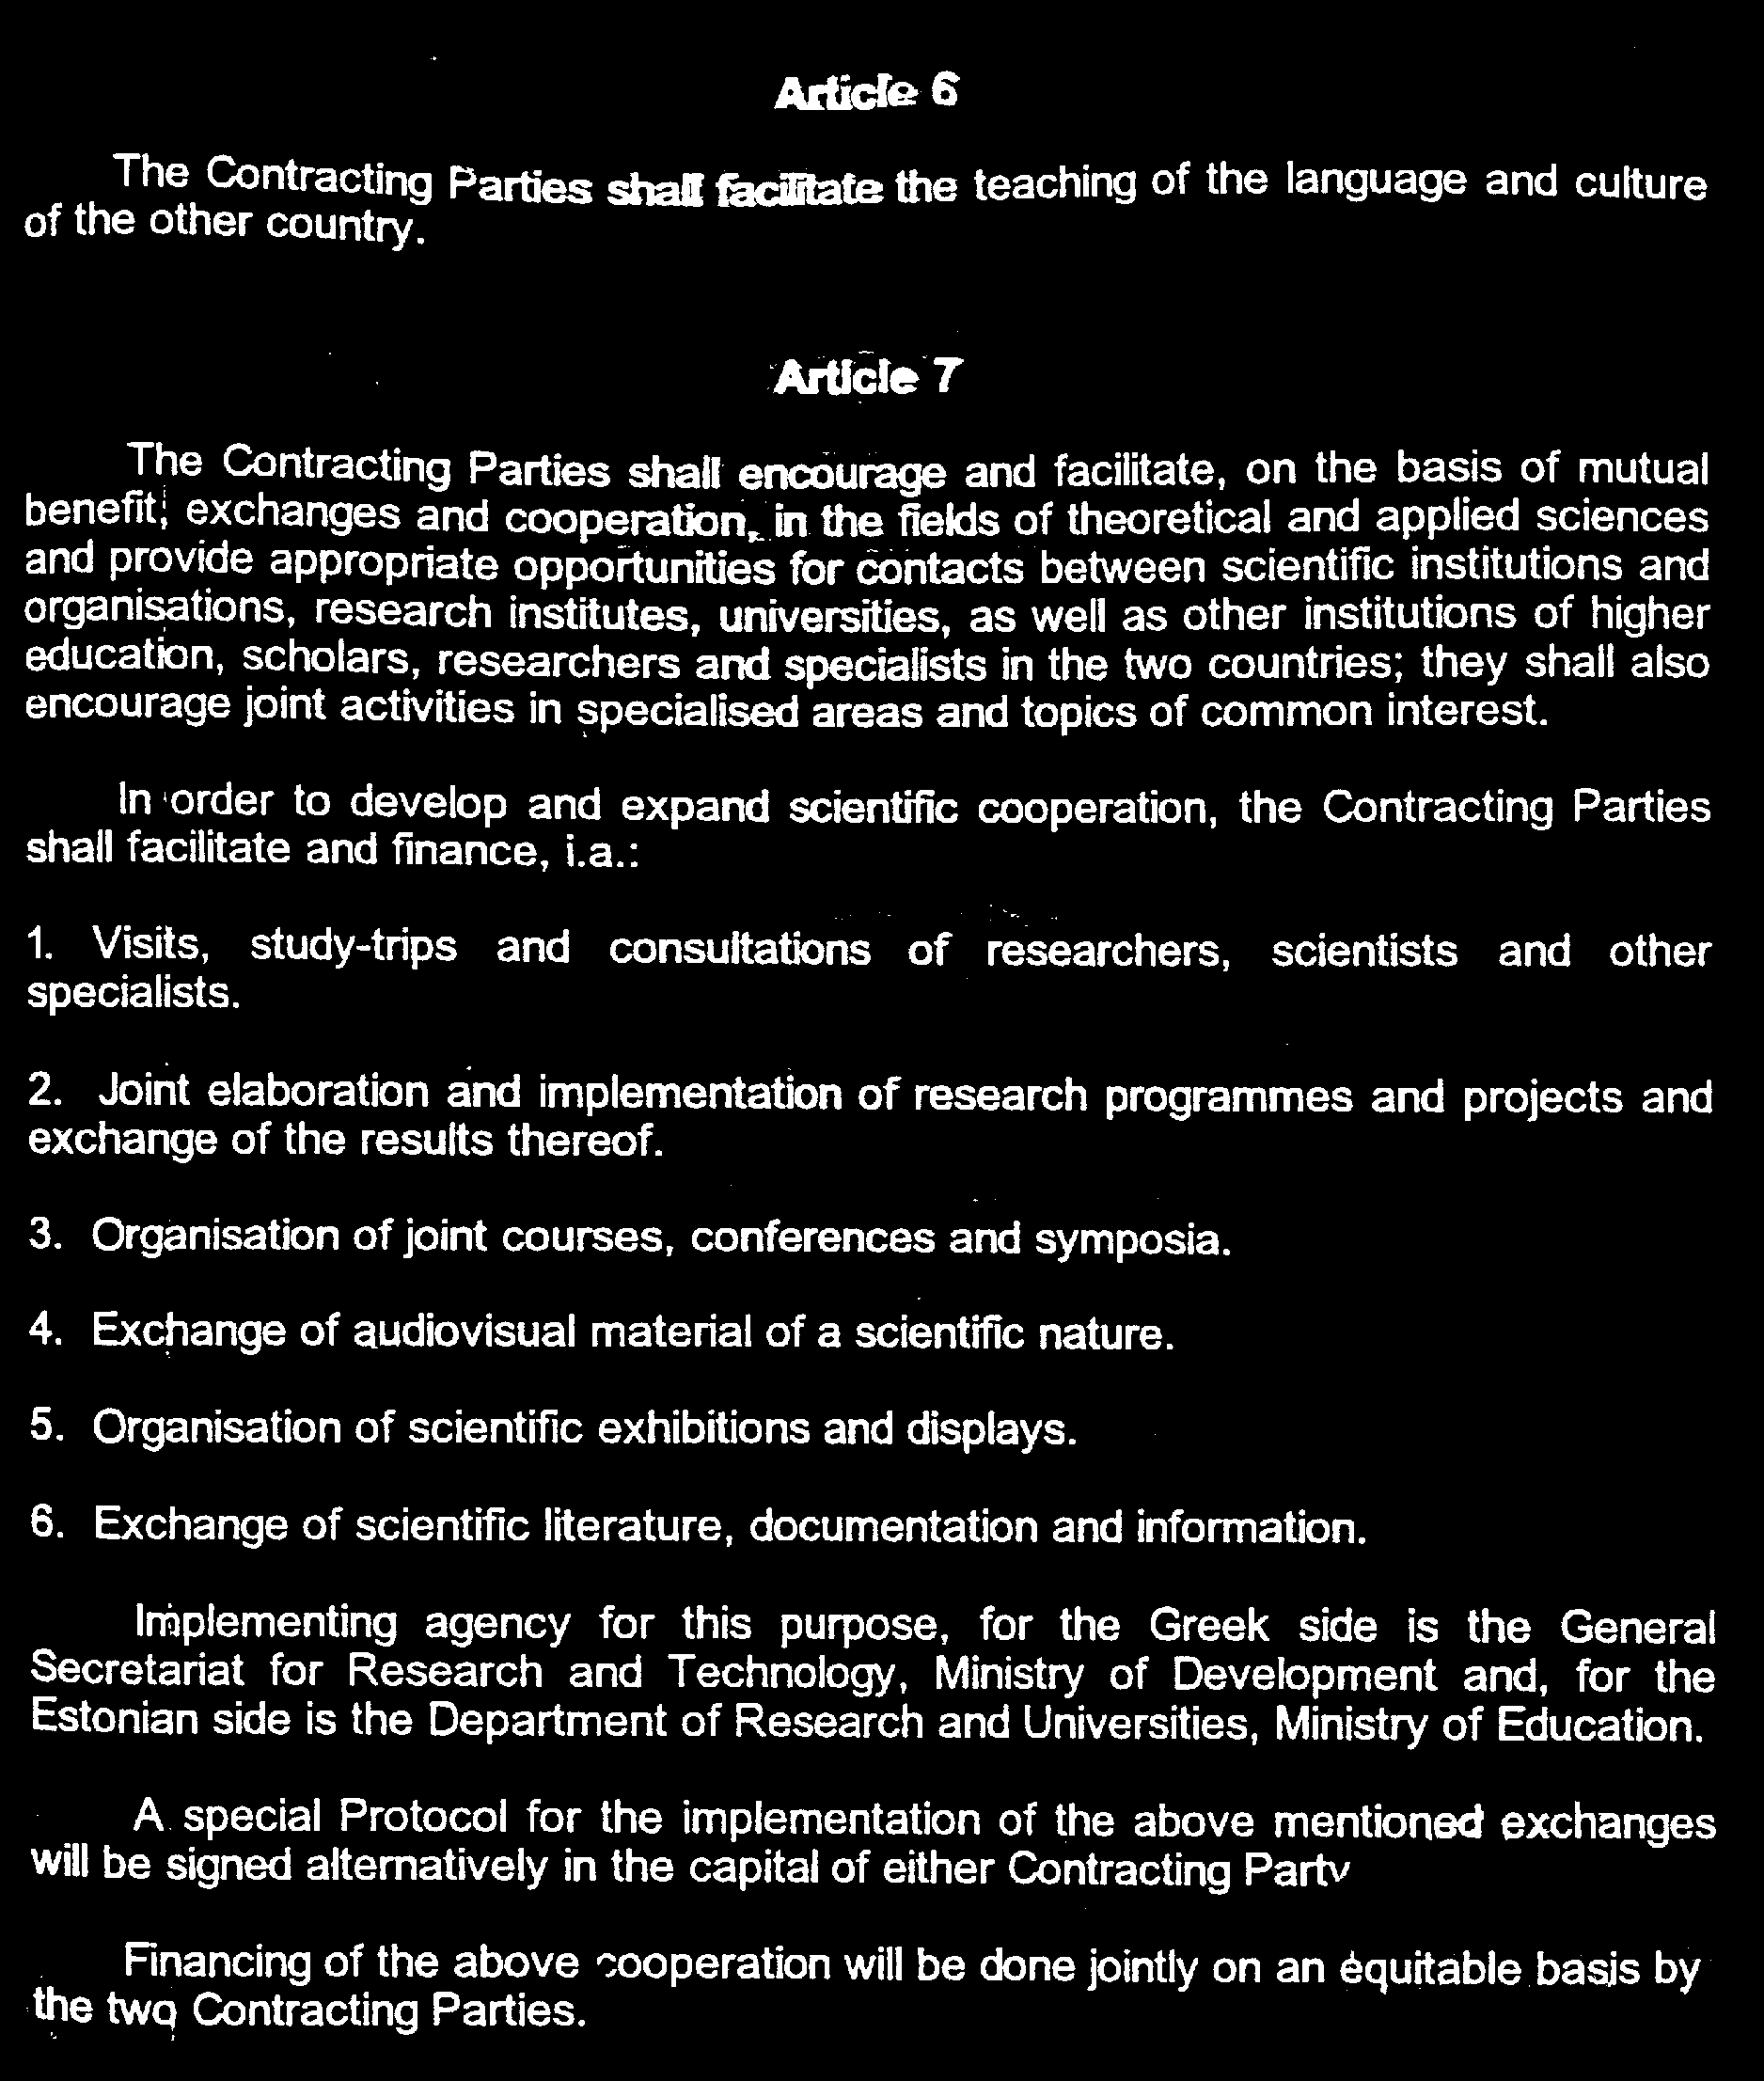 Article 6
The Contracting Parties shall facilitate the teaching of the language and culture
of the other country.
Article 7
The Contracting Parties shall encourage and facilitate, on the basis of mutual
benefit, exchanges and cooperation, in the fields of theoretical and applied sciences
and provide appropriate opportunities for contacts between scientific institutions and
organisations, research institutes, universities, as well as other institutions of higher
education, scholars, researchers and specialists in the two countries; they shall also
encourage joint activities in specialised areas and topics of common interest.
In order to develop and expand scientific cooperation, the Contracting Parties
shall facilitate and finance, i.a.:
1. Visits, study-trips and consultations of researchers, scientists and other
specialists.
2. Joint elaboration and implementation of research programmes and projects and
exchange of the results thereof.
3. Organisation of joint courses, conferences and symposia.
4. Exchange of audiovisual material of a scientific nature.
5. Organisation of scientific exhibitions and displays.
6. Exchange of scientific literature, documentation and information.
Implementing agency for this purpose, for the Greek side is the General
Secretariat for Research and Technology, Ministry of Development and, for the
Estonian side is the Department of Research and Universities, Ministry of Education.
A special Protocol for the implementation of the above mentioned exchanges
will be signed alternatively in the capital of either Contracting Party
Financing of the above cooperation will be done jointly on an equitable basis by
the two Contracting Parties.